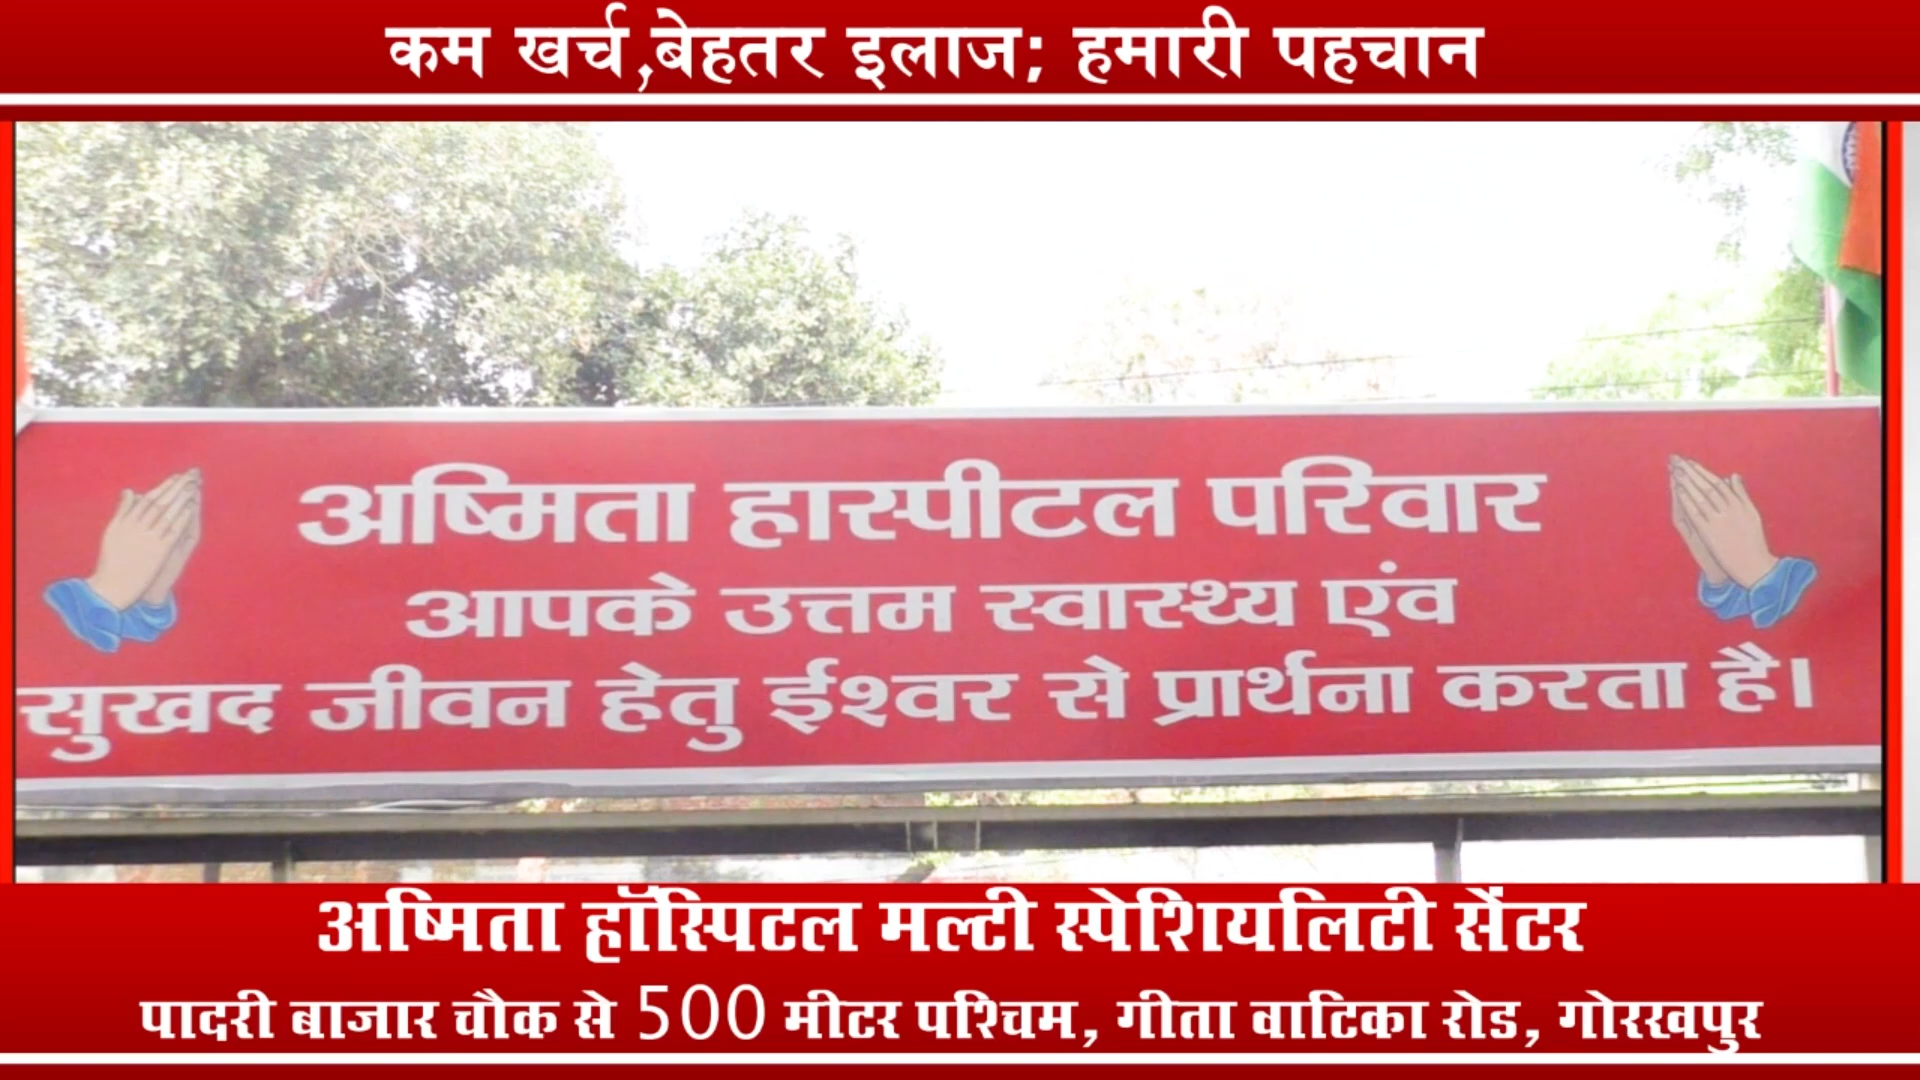 कम खर्च,बेहतर इलाज; हमारी पहचान
अष्मिता हास्पीटल परिवार
आपके उत्तम स्वास्थ्य एंव
सुखद जीवन हेतु ईश्वर से प्रार्थना करता है।
अष्मिता हॉस्पिटल मल्टी स्पेशियलिटी सेंटर
पादरी बाजार चौक से 500 मीटर पश्चिम, गीता वाटिका रोड, गोरखपुर